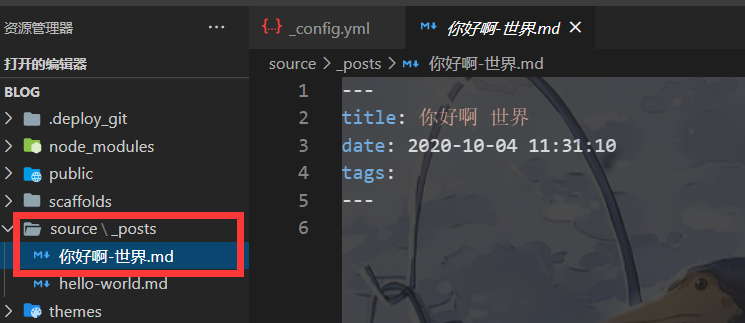 资源管理器 ···
打开的编辑器
BLOG
.deploy_git
node_modules
public
scaffolds
source\_posts
你好啊-世界.md
hello-world.md
themes
{..} _config.yml
你好啊-世界.md ×
source > _posts > 你好啊-世界.md
1 ---
2 title: 你好啊 世界
3 date: 2020-10-04 11:31:10
4 tags:
5 ---
6